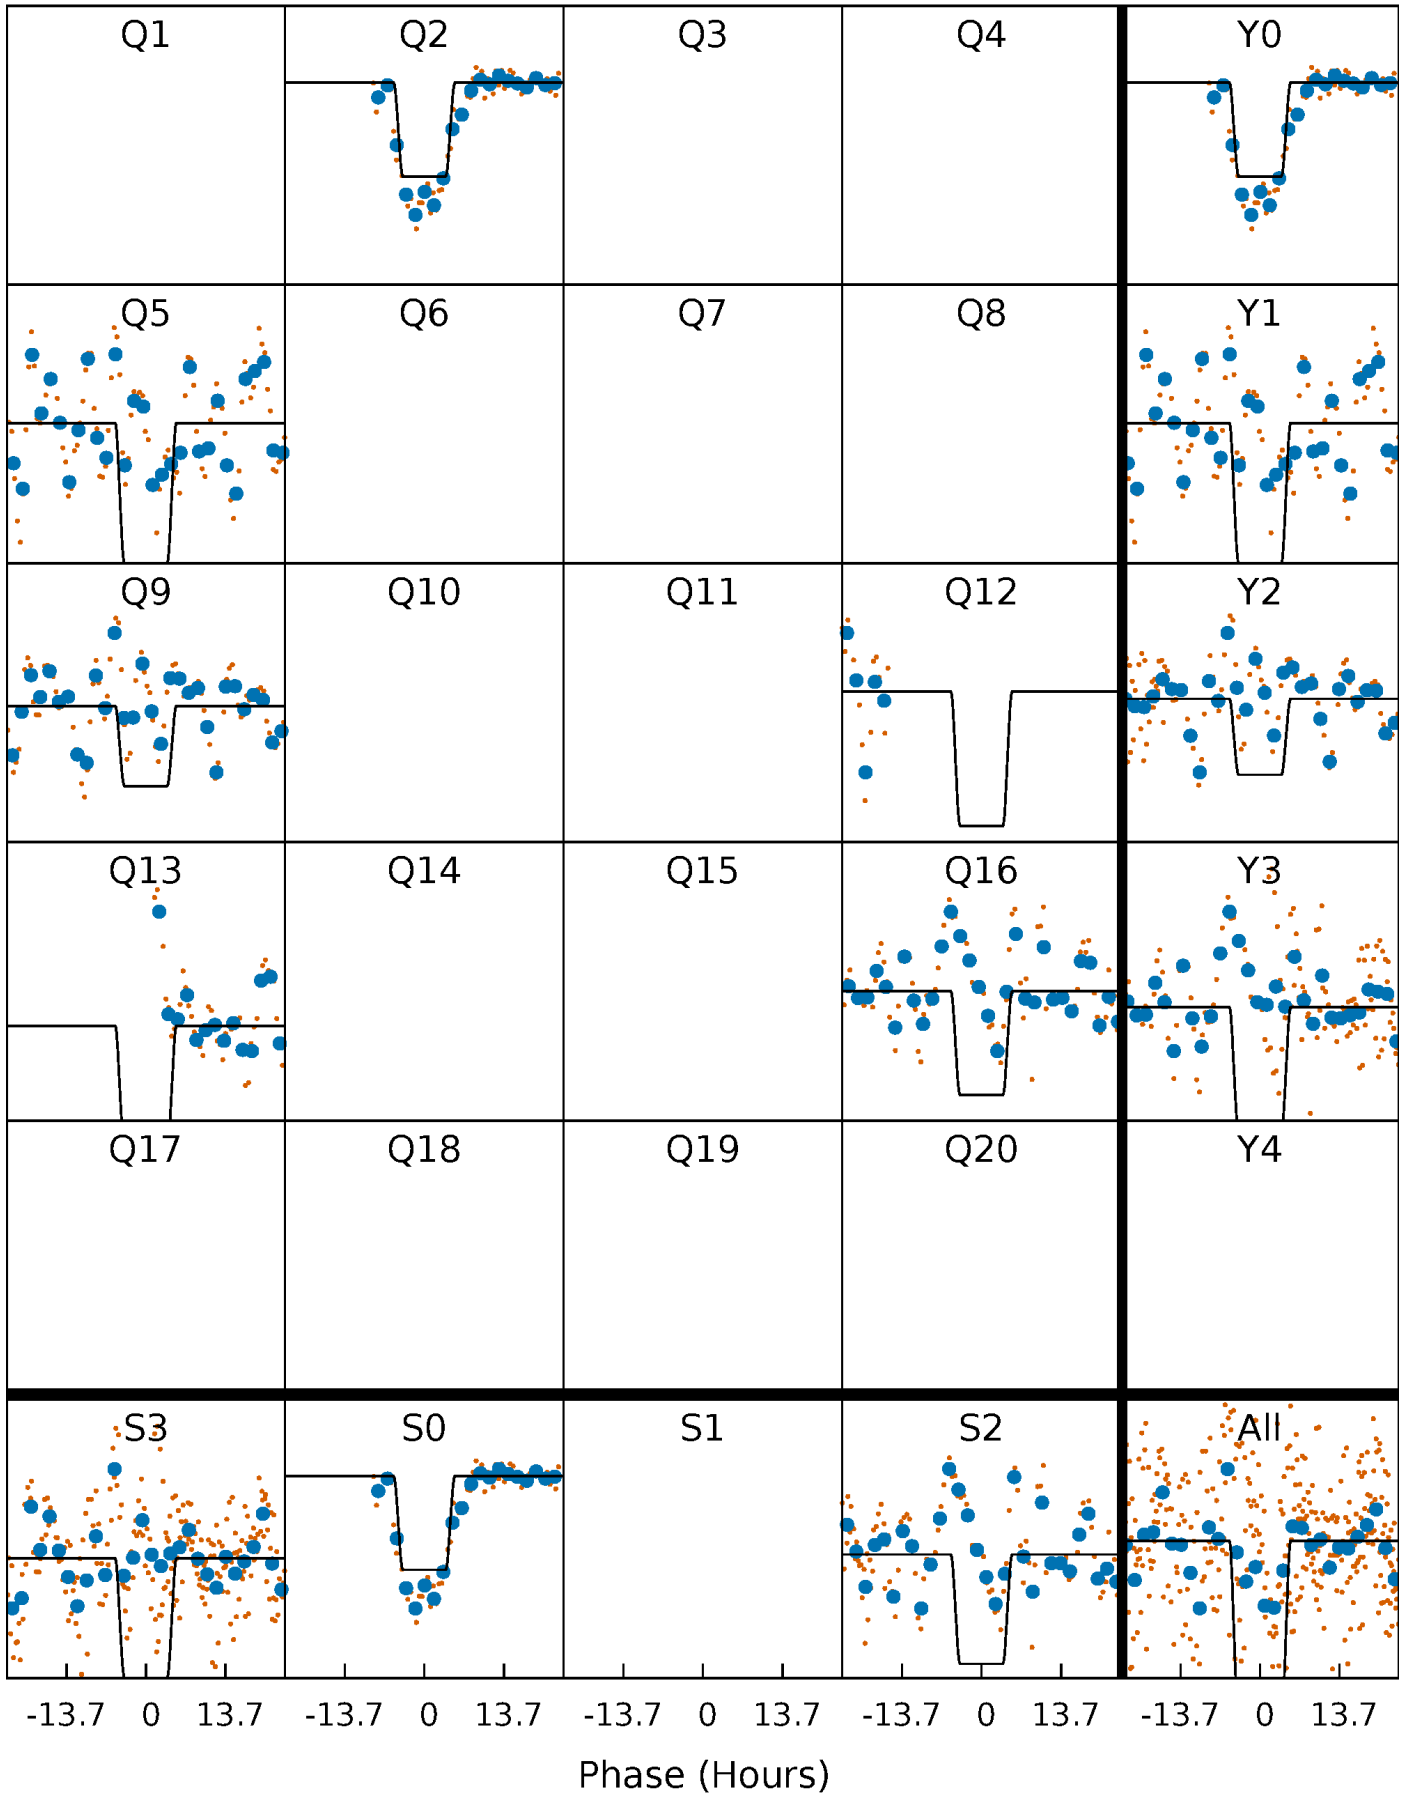 Q1 Q2 Q3 Q4 Y0
Q5 Q6 Q7 Q8 Y1
Q9 Q10 Q11 Q12 Y2
Q13 Q14 Q15 Q16 Y3
Q17 Q18 Q19 Q20 Y4
S3 S0 S1 S2 All
-13.7 0 13.7 -13.7 0 13.7 -13.7 0 13.7 -13.7 0 13.7 -13.7 0 13.7
Phase (Hours)